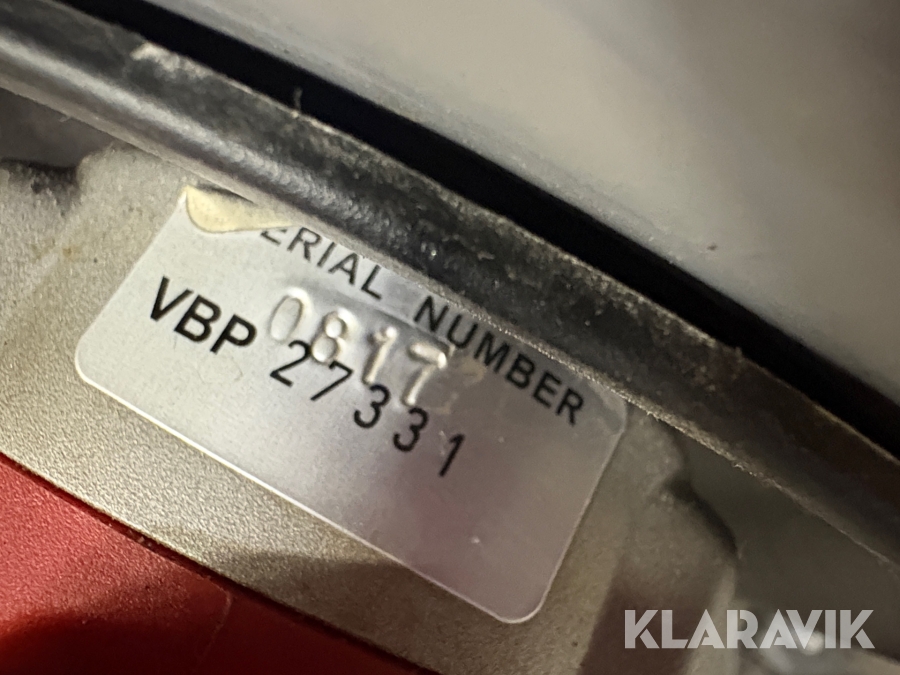 ERIAL NUMBER
0817
VBP 27331
KLARAVIK